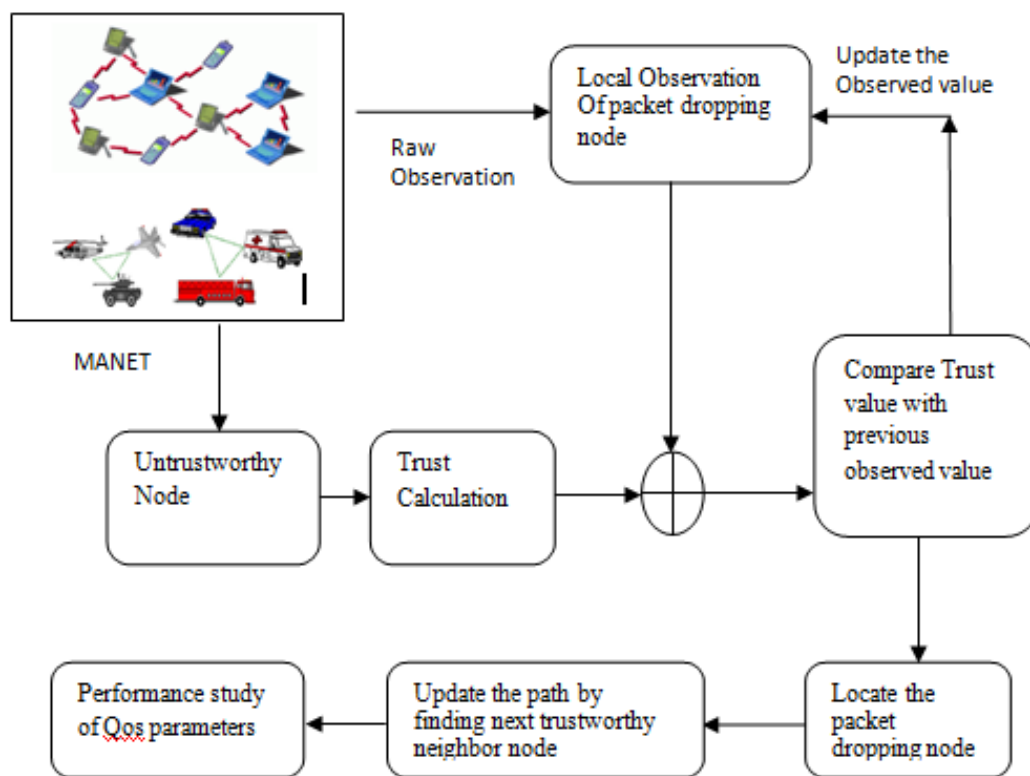 Local Observation
Of packet dropping
node
Update the
Observed value
Raw
Observation
MANET
Compare Trust
value with
previous
observed value
Untrustworthy
Node
Trust
Calculation
Performance study
of Qos parameters
Update the path by
finding next trustworthy
neighbor node
Locate the
packet
dropping node